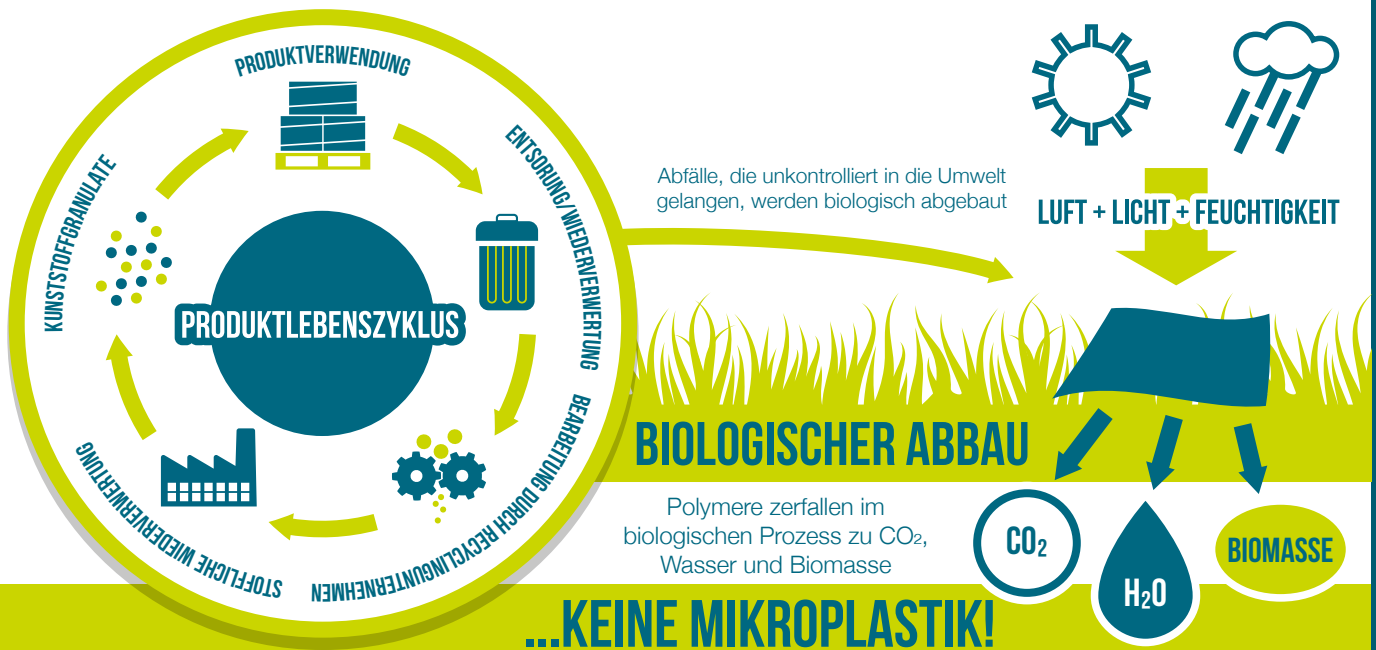 PRODUKTVERWENDUNG
ENTSORUNG/WIEDERVERWERTUNG
BEARBEITUNG DURCH RECYCLINGUNTERNEHMEN
STOFFLICHE WIEDERVERWERTUNG
KUNSTSTOFFGRANULATE
PRODUKTLEBENSZYKLUS
Abfälle, die unkontrolliert in die Umwelt
gelangen, werden biologisch abgebaut
LUFT + LICHT + FEUCHTIGKEIT
BIOLOGISCHER ABBAU
Polymere zerfallen im
biologischen Prozess zu CO₂,
Wasser und Biomasse
CO₂
H₂O
BIOMASSE
...KEINE MIKROPLASTIK!